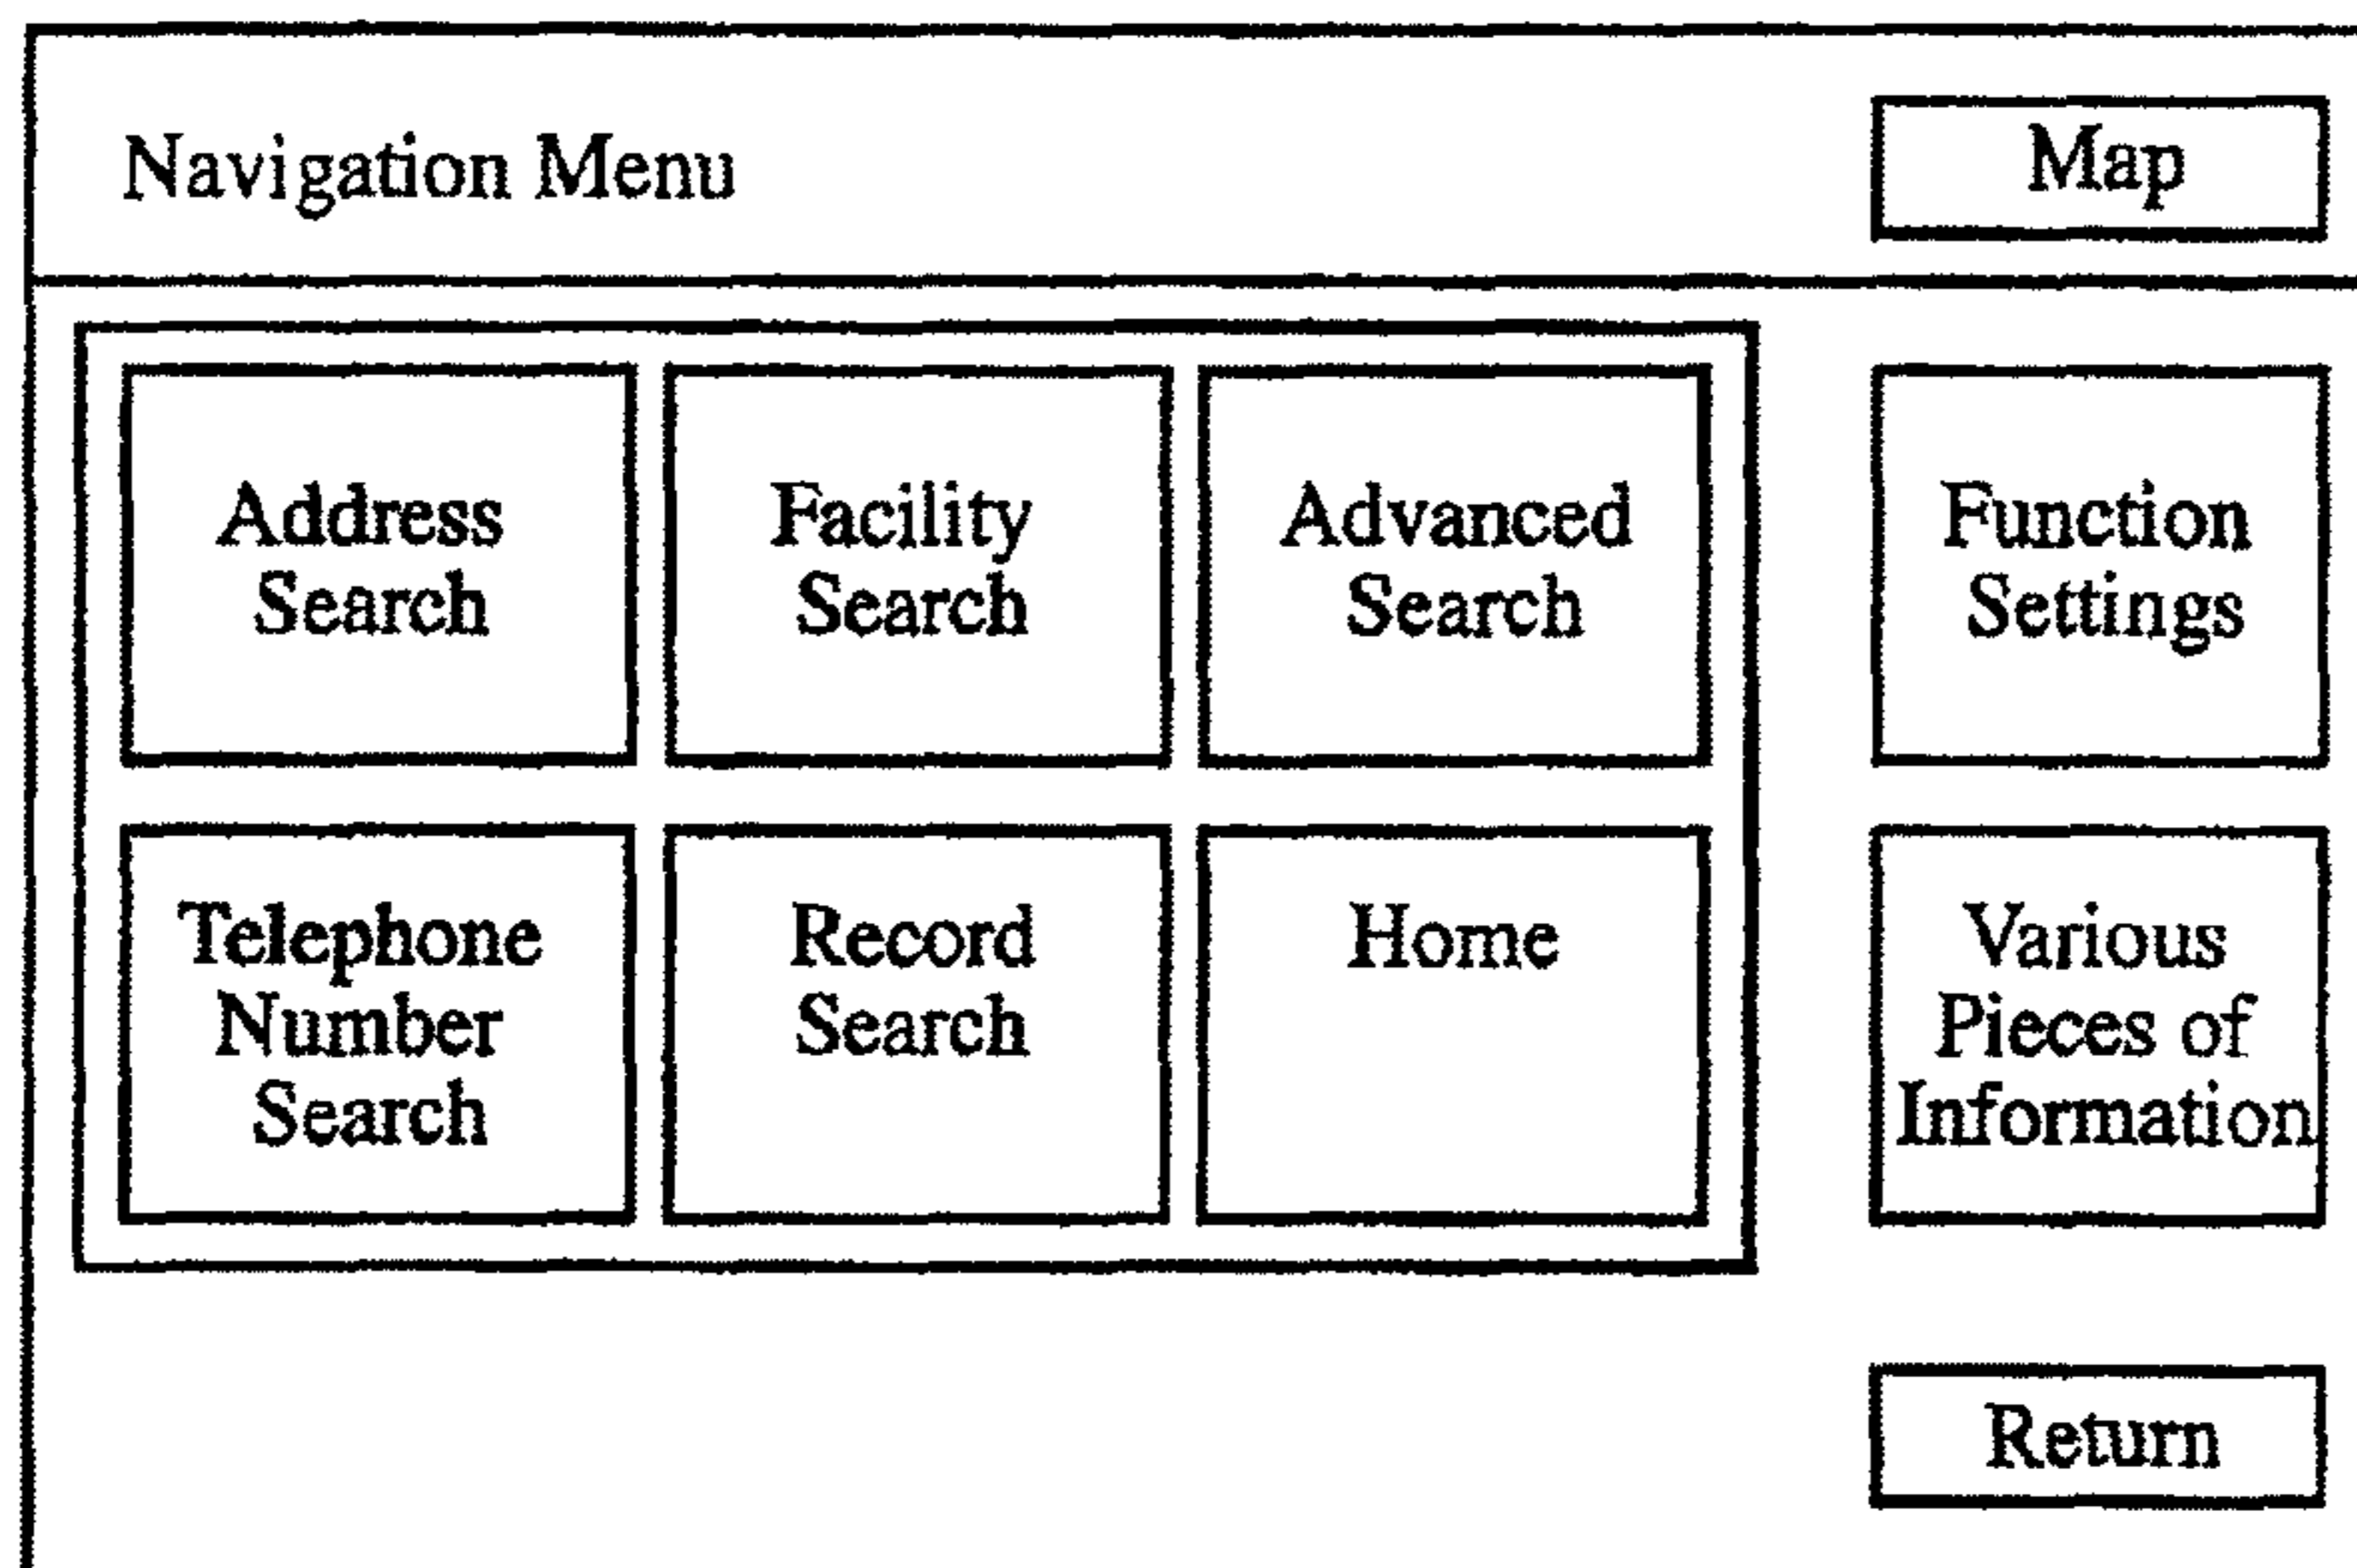 Navigation Menu
Map
Address
Search
Facility
Search
Advanced
Search
Function
Settings
Telephone
Number
Search
Record
Search
Home
Various
Pieces of
Information
Return